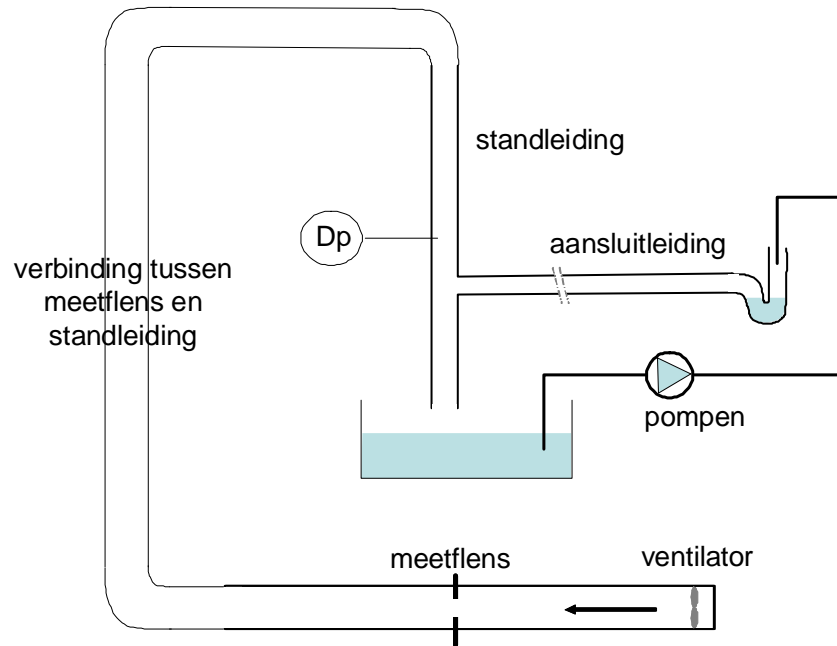 standleiding
Dp
aansluitleiding
verbinding tussen
meetflens en
standleiding
pompen
meetflens
ventilator